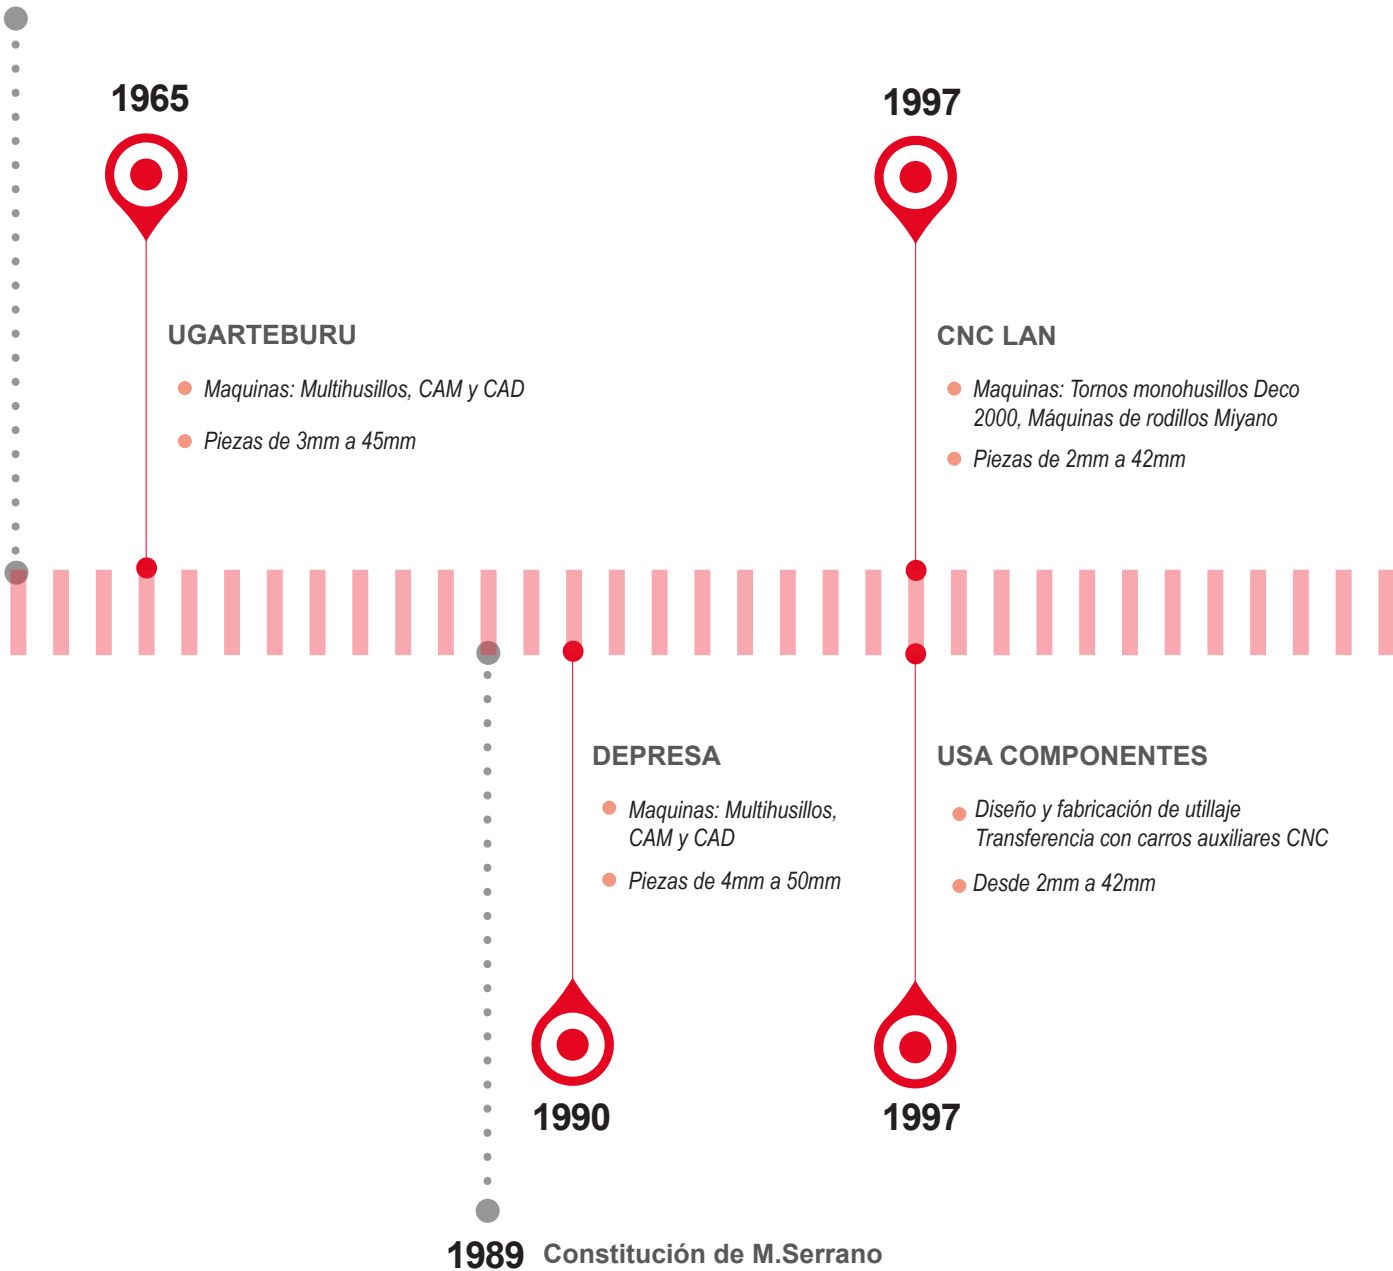 1965
UGARTEBURU
Maquinas: Multihusillos, CAM y CAD
Piezas de 3mm a 45mm
1997
CNC LAN
Maquinas: Tornos monohusillos Deco
2000, Máquinas de rodillos Miyano
Piezas de 2mm a 42mm
DEPRESA
Maquinas: Multihusillos,
CAM y CAD
Piezas de 4mm a 50mm
1990
USA COMPONENTES
Diseño y fabricación de utillaje
Transferencia con carros auxiliares CNC
Desde 2mm a 42mm
1997
1989 Constitución de M.Serrano